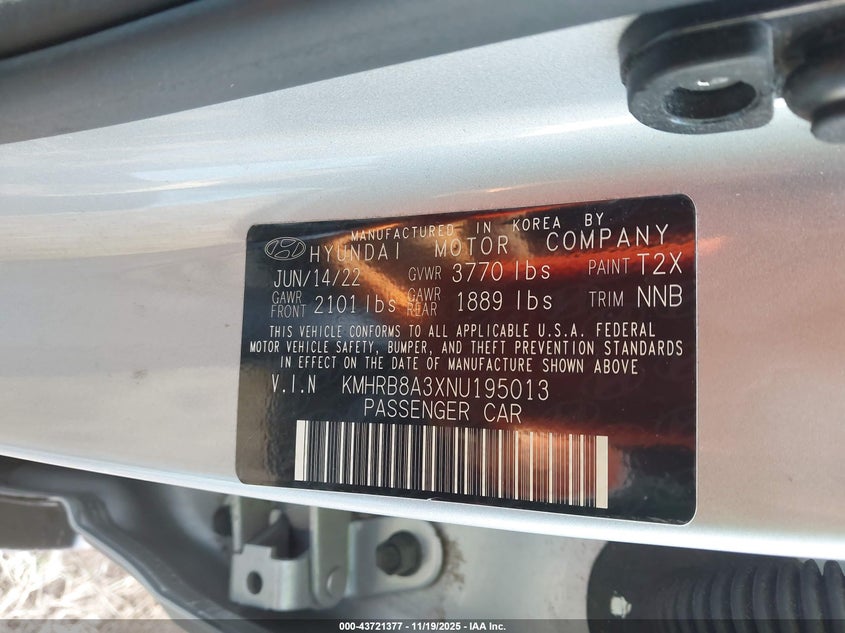 MANUFACTURED IN KOREA BY
HYUNDAI MOTOR COMPANY
JUN/14/22 GVWR 3770 lbs PAINT T2X
GAWR FRONT 2101 lbs GAWR REAR 1889 lbs TRIM NNB
THIS VEHICLE CONFORMS TO ALL APPLICABLE U.S.A. FEDERAL
MOTOR VEHICLE SAFETY, BUMPER, AND THEFT PREVENTION STANDARDS
IN EFFECT ON THE DATE OF MANUFACTURE SHOWN ABOVE
V.I.N KMHRB8A3XNU195013
PASSENGER CAR
000-43721377 - 11/19/2025 - IAA Inc.